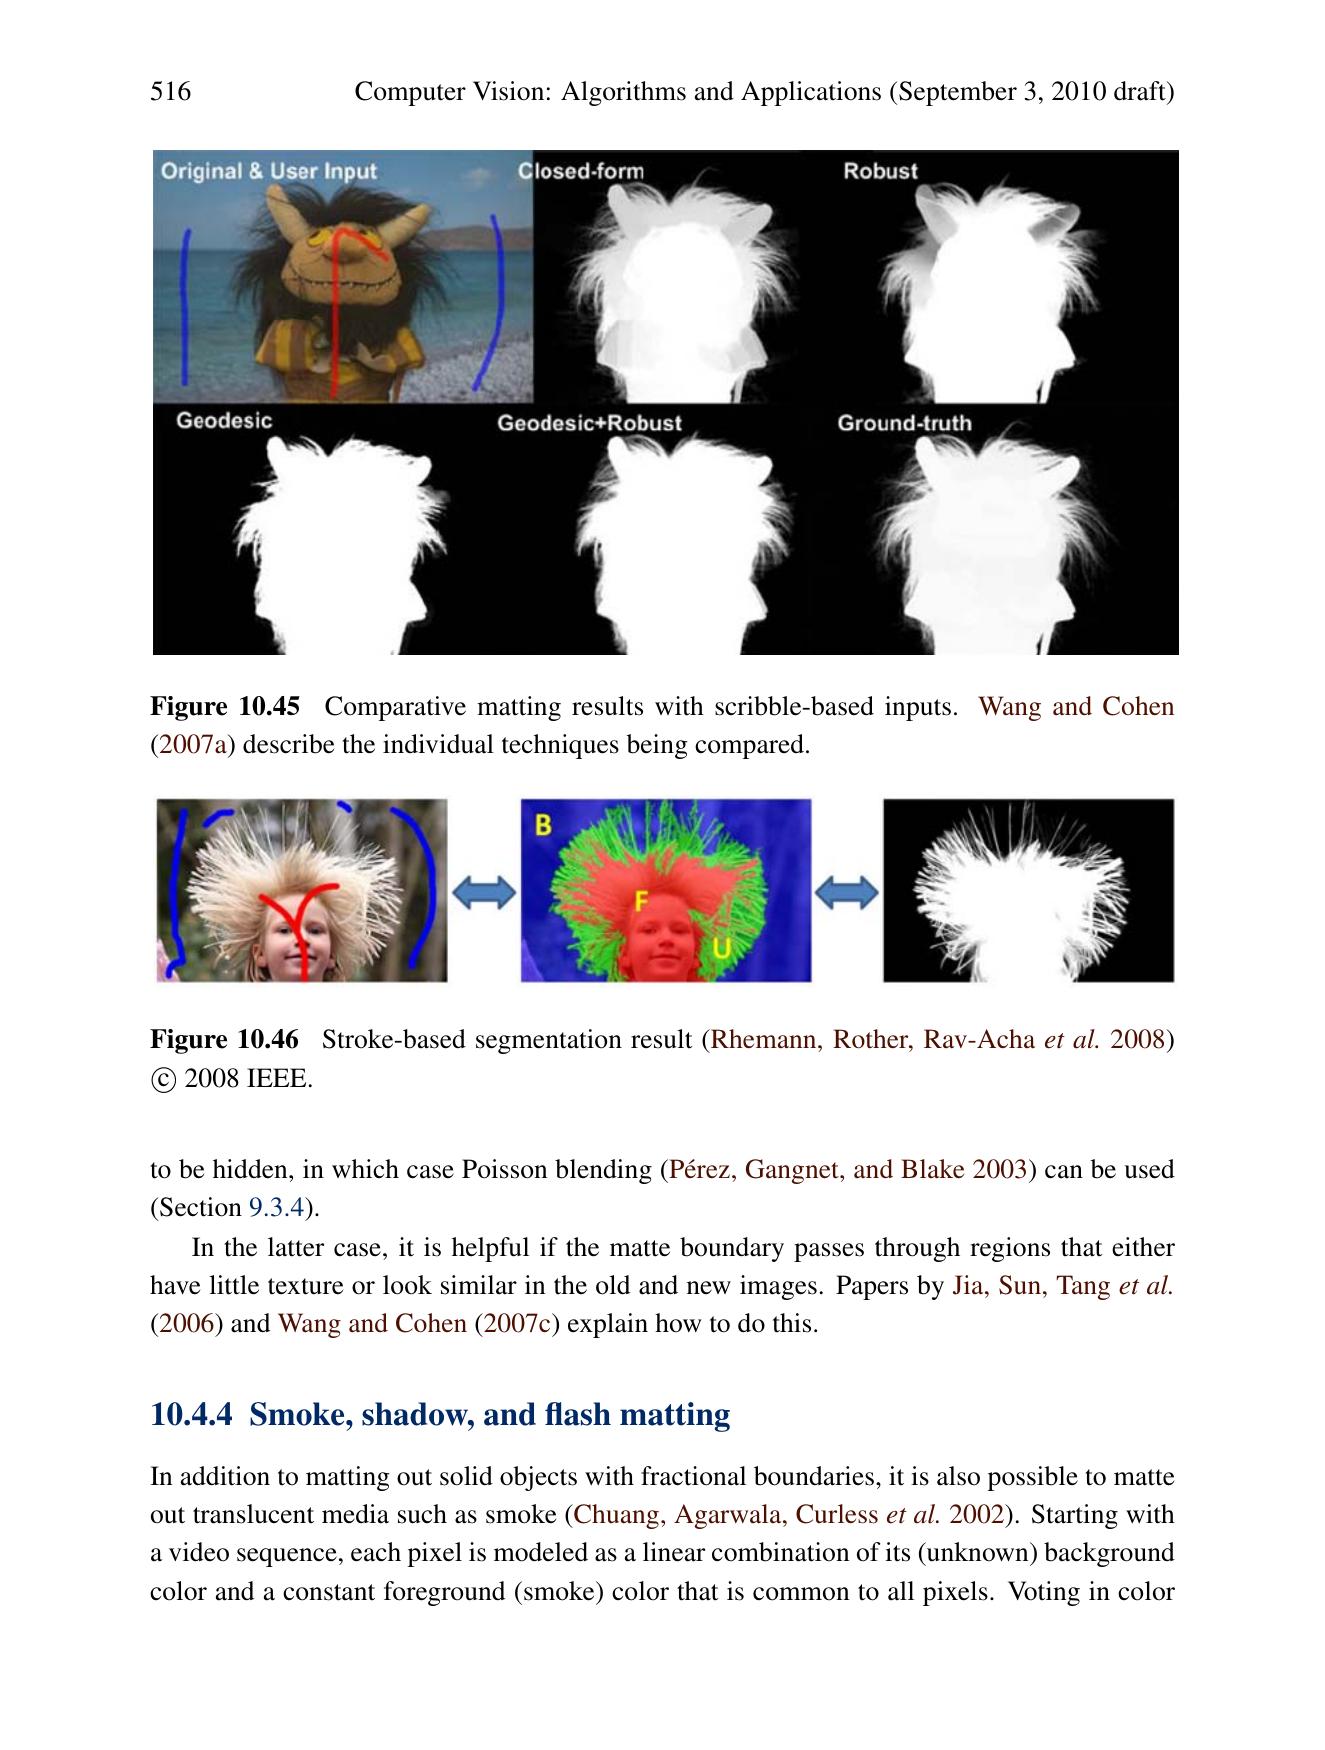 516 Computer Vision: Algorithms and Applications (September 3, 2010 draft)
Original & User Input Closed-form Robust
Geodesic Geodesic+Robust Ground-truth
Figure 10.45 Comparative matting results with scribble-based inputs. Wang and Cohen
(2007a) describe the individual techniques being compared.
B
F
U
Figure 10.46 Stroke-based segmentation result (Rhemann, Rother, Rav-Acha et al. 2008)
© 2008 IEEE.
to be hidden, in which case Poisson blending (Pérez, Gangnet, and Blake 2003) can be used
(Section 9.3.4).
In the latter case, it is helpful if the matte boundary passes through regions that either
have little texture or look similar in the old and new images. Papers by Jia, Sun, Tang et al.
(2006) and Wang and Cohen (2007c) explain how to do this.
10.4.4 Smoke, shadow, and flash matting
In addition to matting out solid objects with fractional boundaries, it is also possible to matte
out translucent media such as smoke (Chuang, Agarwala, Curless et al. 2002). Starting with
a video sequence, each pixel is modeled as a linear combination of its (unknown) background
color and a constant foreground (smoke) color that is common to all pixels. Voting in color